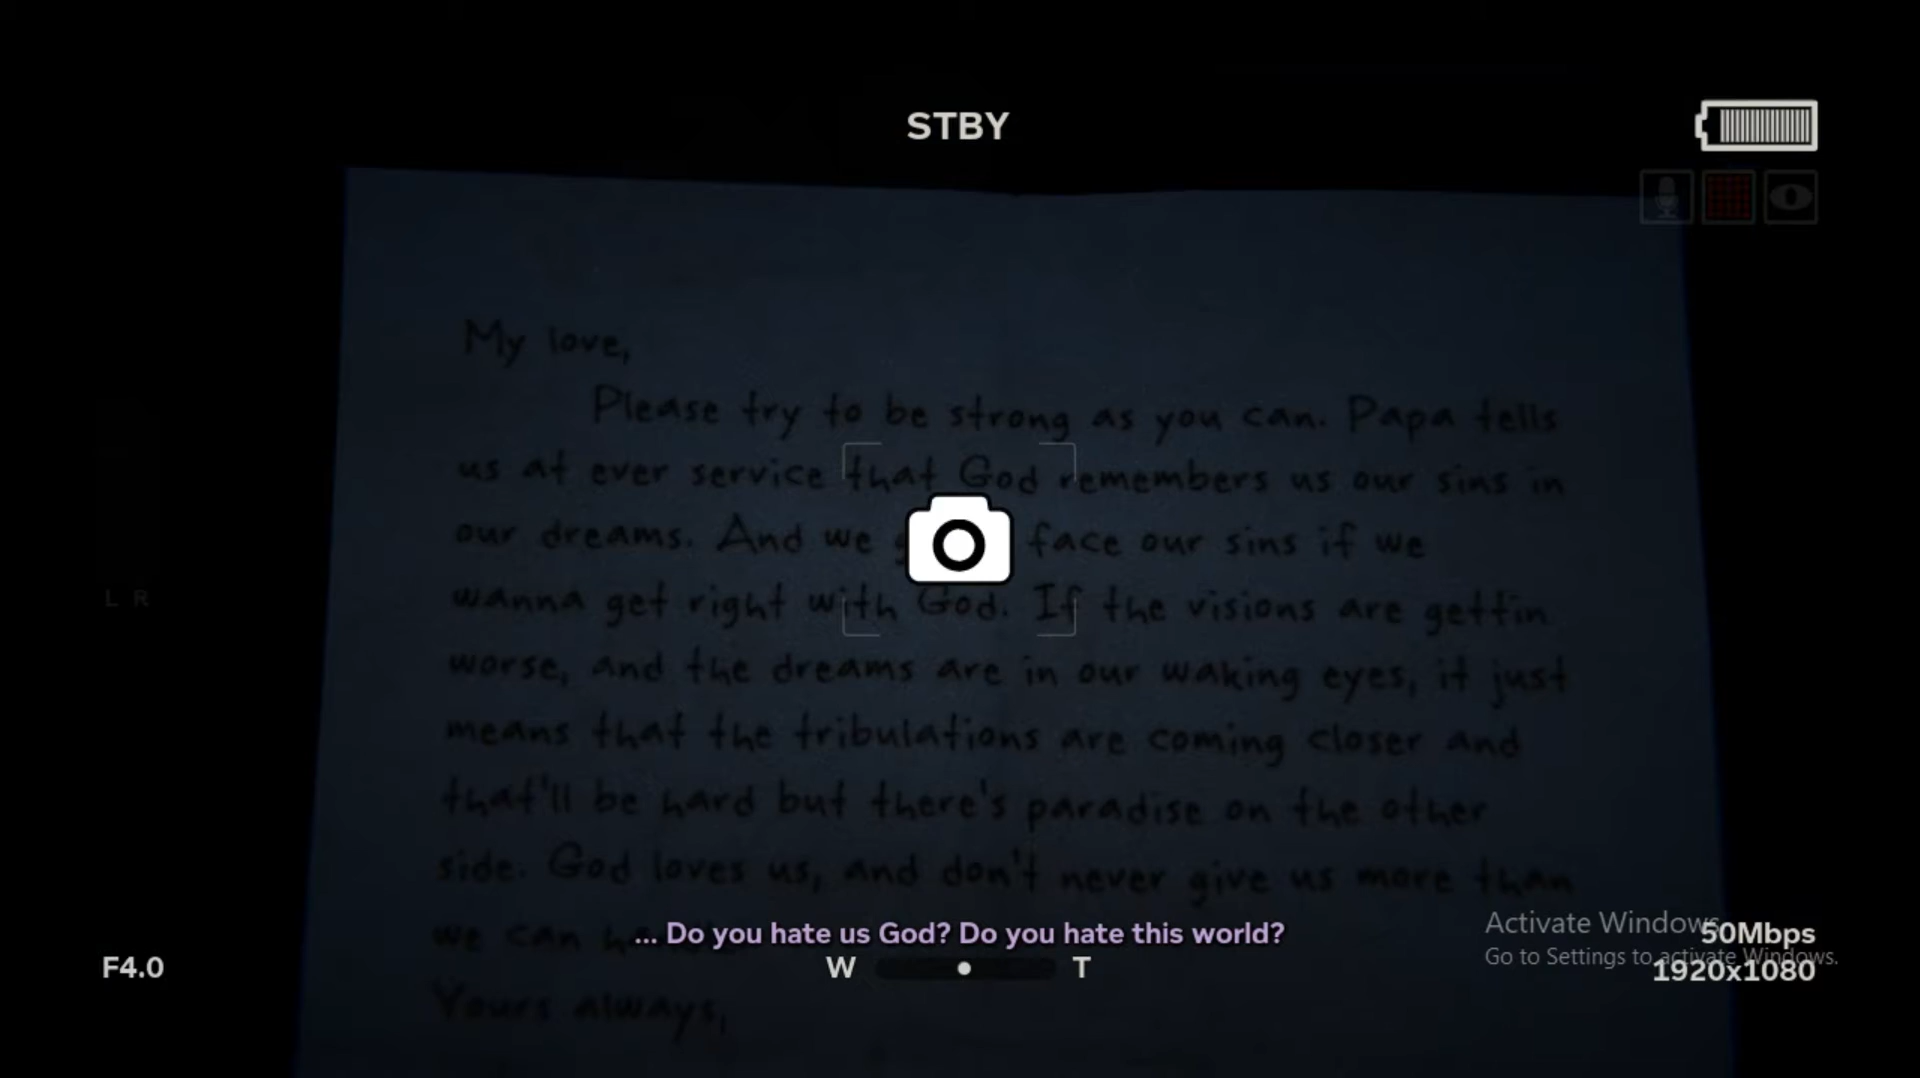 STBY
My love,
Please try to be strong as you can. Papa tells
us at ever service that God remembers us our sins in
our dreams. And we face our sins if we
wanna get right with God. If the visions are gettin
worse, and the dreams are in our waking eyes, it just
means that the tribulations are coming closer and
that'll be hard but there's paradise on the other
side. God loves us, and don't never give us more than
we can
Yours always,
L R
... Do you hate us God? Do you hate this world?
F4.0
W T
Activate Windows
Go to Settings to activate Windows.
50Mbps
1920x1080